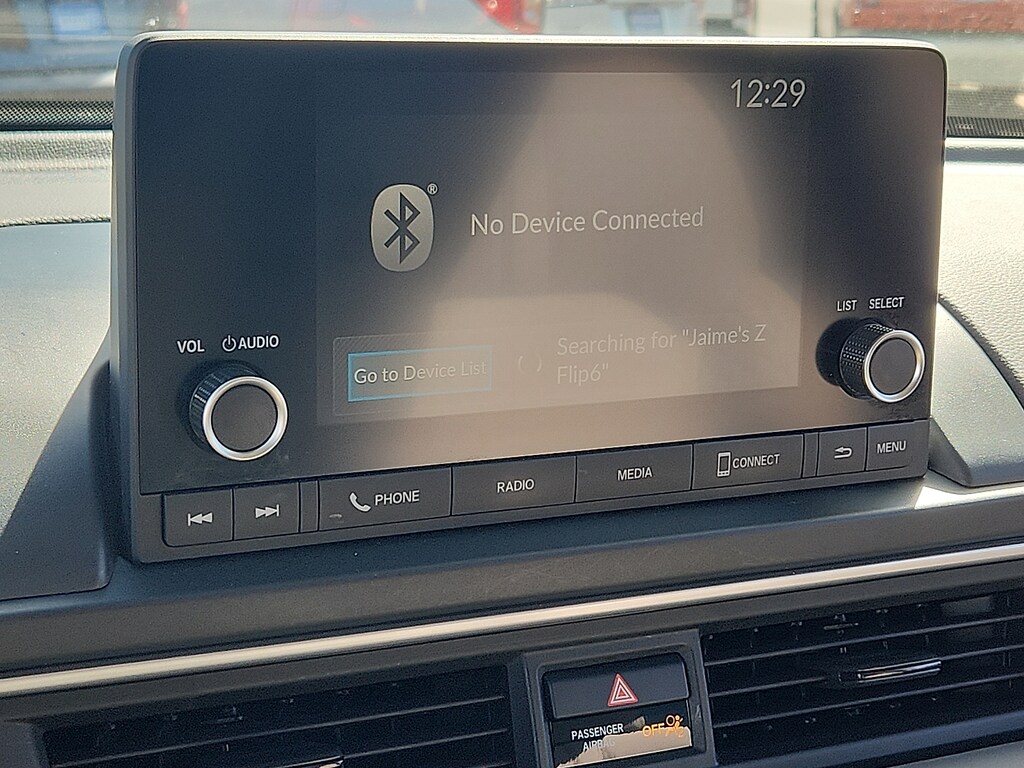 12:29
®
No Device Connected
LIST SELECT
VOL AUDIO
Searching for "Jaime's Z
Flip6"
Go to Device List
PHONE
RADIO
MEDIA
CONNECT
MENU
PASSENGER
AIRBAG
OFF